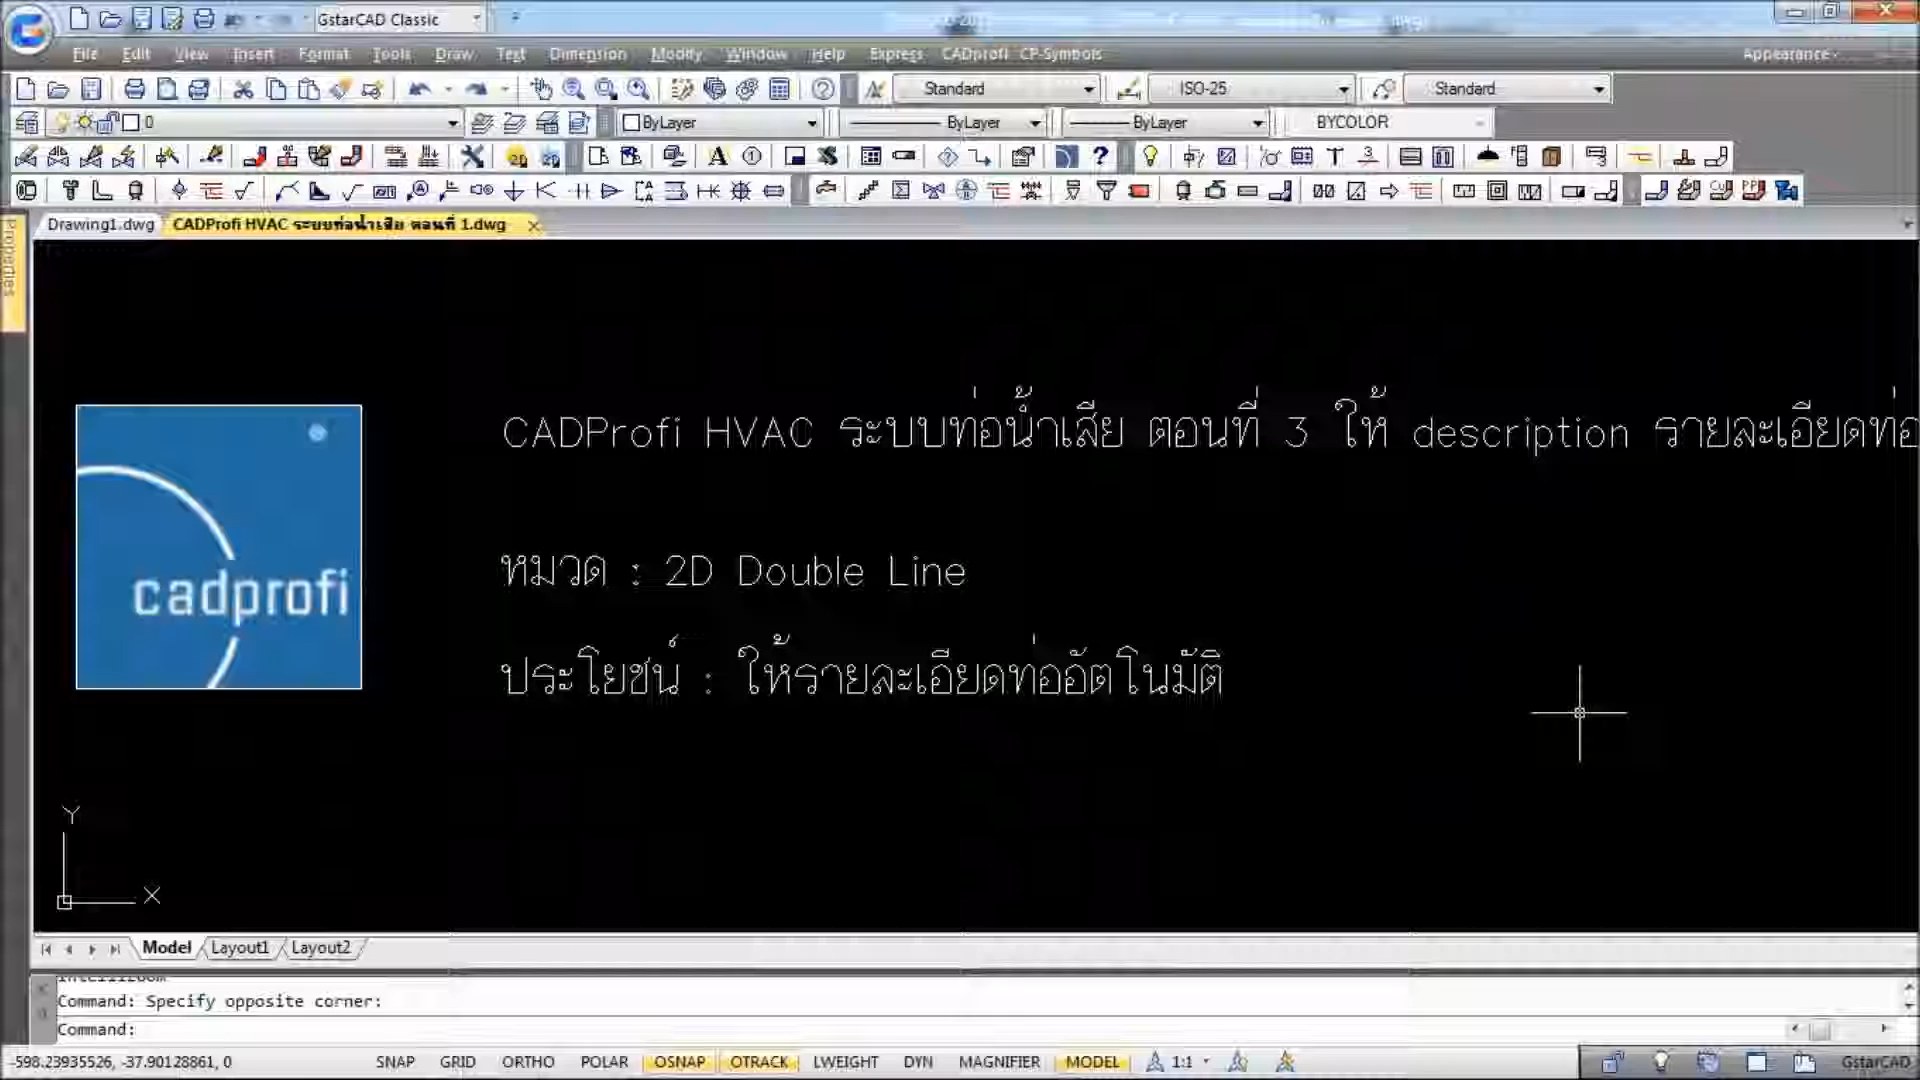 GstarCAD Classic
File Edit View Insert Format Tools Draw Text Dimension Modify Window Help Express CADprofi CP-Symbols Appearance
Standard ISO-25 Standard
0 ByLayer ByLayer ByLayer BYCOLOR
Drawing1.dwg CADProfi HVAC ระบบท่อน้ำเสีย ตอนที่ 1.dwg
Properties
CADProfi HVAC ระบบท่อน้ำเสีย ตอนที่ 3 ให้ description รายละเอียดท่อ
cadprofi
หมวด : 2D Double Line
ประโยชน์ : ให้รายละเอียดท่ออัตโนมัติ
Y
X
Model Layout1 Layout2
Command: Specify opposite corner:
Command:
-598.23935526, -37.90128861, 0 SNAP GRID ORTHO POLAR OSNAP OTRACK LWEIGHT DYN MAGNIFIER MODEL 1:1 GstarCAD